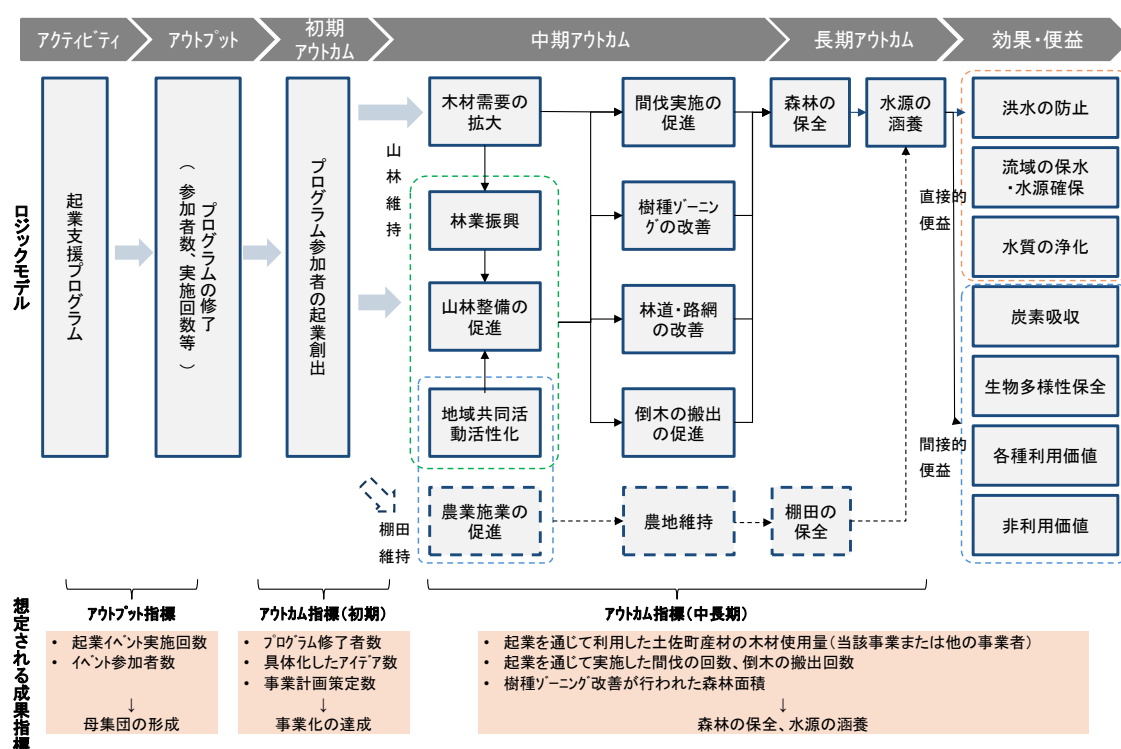 アクティビティ
アウトプット
初期
アウトカム
中期アウトカム
長期アウトカム
効果・便益
ロジックモデル
起業支援プログラム
プログラムの修了
（参加者数、実施回数等）
プログラム参加者の起業創出
山林維持
棚田
維持
木材需要の
拡大
林業振興
山林整備の
促進
地域共同活
動活性化
農業施業の
促進
間伐実施の
促進
樹種ゾーニン
グの改善
林道・路網
の改善
倒木の搬出
の促進
農地維持
森林の
保全
棚田の
保全
水源の
涵養
直接的
便益
間接的
便益
洪水の防止
流域の保水
・水源確保
水質の浄化
炭素吸収
生物多様性保全
各種利用価値
非利用価値
想定される成果指標
アウトプット指標
• 起業イベント実施回数
• イベント参加者数
↓
母集団の形成
アウトカム指標（初期）
• プログラム修了者数
• 具体化したアイデア数
• 事業計画策定数
↓
事業化の達成
アウトカム指標（中長期）
• 起業を通じて利用した土佐町産材の木材使用量（当該事業または他の事業者）
• 起業を通じて実施した間伐の回数、倒木の搬出回数
• 樹種ゾーニング改善が行われた森林面積
↓
森林の保全、水源の涵養